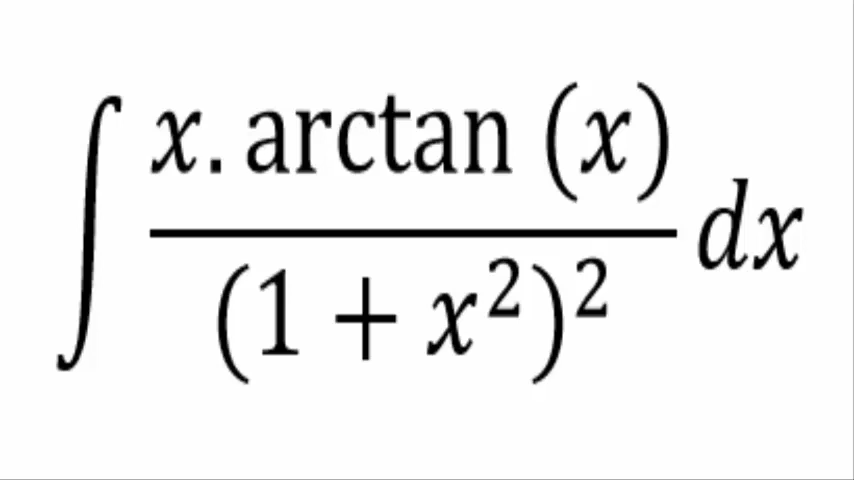 ∫ x. arctan (x) / (1 + x²)² dx